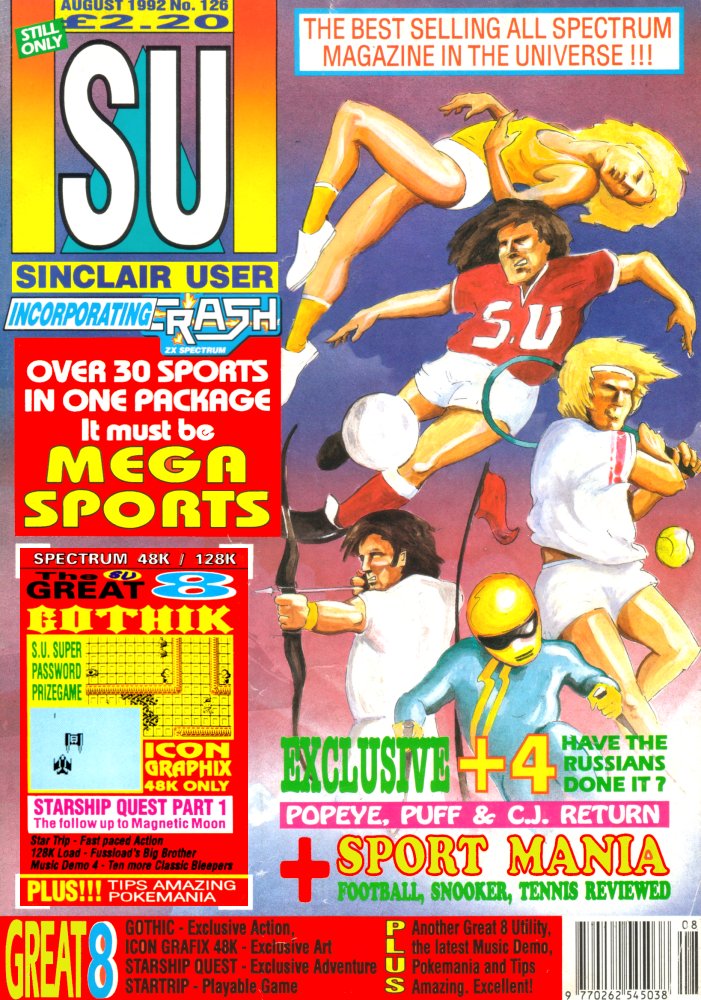 AUGUST 1992 No. 126
£2.20
STILL
ONLY
SU
SINCLAIR USER
INCORPORATING CRASH
ZX SPECTRUM
THE BEST SELLING ALL SPECTRUM
MAGAZINE IN THE UNIVERSE !!!
S.U
OVER 30 SPORTS
IN ONE PACKAGE
It must be
MEGA
SPORTS
SPECTRUM 48K / 128K
The SU
GREAT 8
GOTHIK
S.U. SUPER
PASSWORD
PRIZEGAME
ICON
GRAPHIX
48K ONLY
STARSHIP QUEST PART 1
The follow up to Magnetic Moon
Star Trip - Fast paced Action
128K Load - Fussload's Big Brother
Music Demo 4 - Ten more Classic Bleepers
PLUS!!! TIPS AMAZING
POKEMANIA
EXCLUSIVE +4 HAVE THE
RUSSIANS
DONE IT ?
POPEYE, PUFF & C.J. RETURN
+ SPORT MANIA
FOOTBALL, SNOOKER, TENNIS REVIEWED
GREAT 8
GOTHIC - Exclusive Action,
ICON GRAFIX 48K - Exclusive Art
STARSHIP QUEST - Exclusive Adventure
STARTRIP - Playable Game
PLUS
Another Great 8 Utility,
the latest Music Demo,
Pokemania and Tips
Amazing. Excellent!
08
9 770262 545038